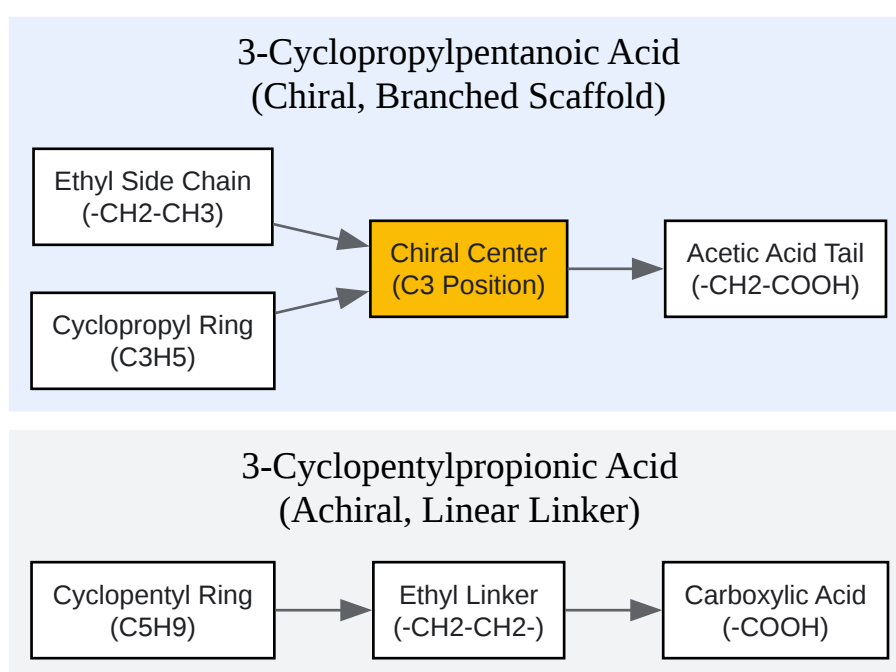 3-Cyclopropylpentanoic Acid
(Chiral, Branched Scaffold)
Ethyl Side Chain
(-CH2-CH3)
Cyclopropyl Ring
(C3H5)
Chiral Center
(C3 Position)
Acetic Acid Tail
(-CH2-COOH)
3-Cyclopentylpropionic Acid
(Achiral, Linear Linker)
Cyclopentyl Ring
(C5H9)
Ethyl Linker
(-CH2-CH2-)
Carboxylic Acid
(-COOH)